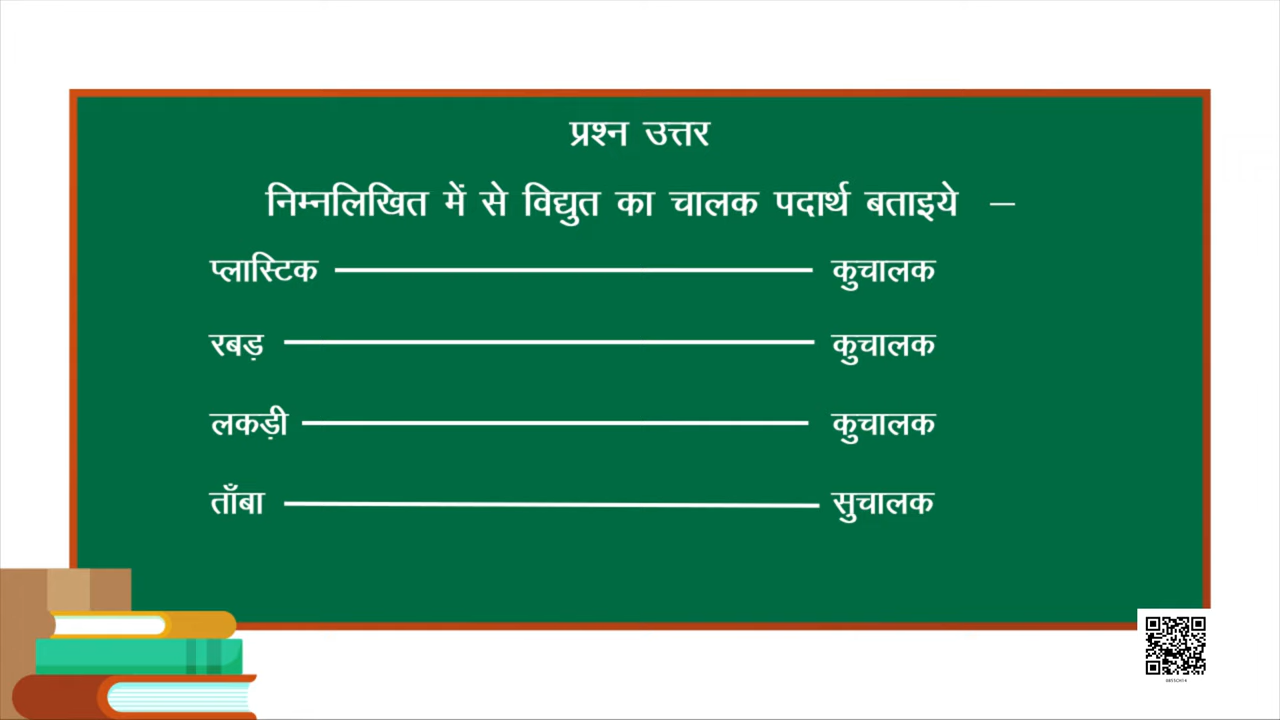 प्रश्न उत्तर
निम्नलिखित में से विद्युत का चालक पदार्थ बताइये –
प्लास्टिक कुचालक
रबड़ कुचालक
लकड़ी कुचालक
ताँबा सुचालक